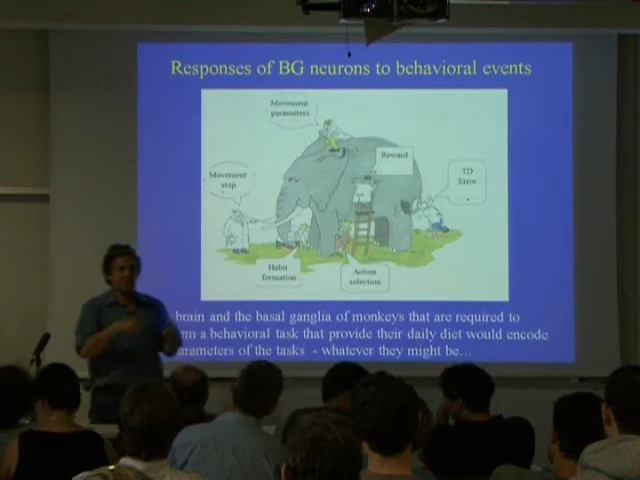 Responses of BG neurons to behavioral events
Movement
parameters
Reward
Movement
stop
TD
Error
Habit
formation
Action
selection
brain and the basal ganglia of monkeys that are required to
a behavioral task that provide their daily diet would encode
arameters of the tasks - whatever they might be...